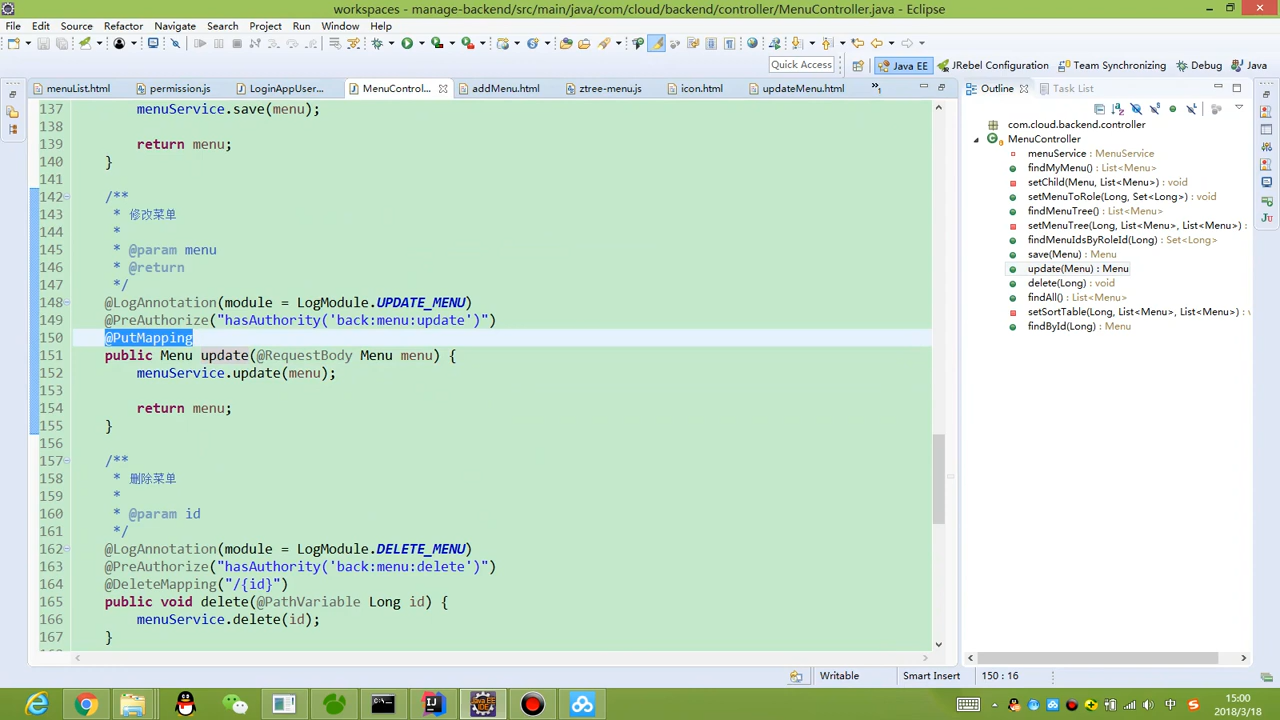 workspaces - manage-backend/src/main/java/com/cloud/backend/controller/MenuController.java - Eclipse
File Edit Source Refactor Navigate Search Project Run Window Help
Quick Access Java EE JRebel Configuration Team Synchronizing Debug Java
menuList.html permission.js LoginAppUser... MenuControl... addMenu.html ztree-menu.js icon.html updateMenu.html »1
137 menuService.save(menu);
138
139 return menu;
140 }
141
142 /**
143 * 修改菜单
144 *
145 * @param menu
146 * @return
147 */
148 @LogAnnotation(module = LogModule.UPDATE_MENU)
149 @PreAuthorize("hasAuthority('back:menu:update')")
150 @PutMapping
151 public Menu update(@RequestBody Menu menu) {
152 menuService.update(menu);
153
154 return menu;
155 }
156
157 /**
158 * 删除菜单
159 *
160 * @param id
161 */
162 @LogAnnotation(module = LogModule.DELETE_MENU)
163 @PreAuthorize("hasAuthority('back:menu:delete')")
164 @DeleteMapping("/{id}")
165 public void delete(@PathVariable Long id) {
166 menuService.delete(id);
167 }
Outline Task List
com.cloud.backend.controller
MenuController
menuService : MenuService
findMyMenu() : List<Menu>
setChild(Menu, List<Menu>) : void
setMenuToRole(Long, Set<Long>) : void
findMenuTree() : List<Menu>
setMenuTree(Long, List<Menu>, List<Menu>) :
findMenuIdsByRoleId(Long) : Set<Long>
save(Menu) : Menu
update(Menu) : Menu
delete(Long) : void
findAll() : List<Menu>
setSortTable(Long, List<Menu>, List<Menu>) :
findById(Long) : Menu
Writable Smart Insert 150 : 16
中
15:00
2018/3/18